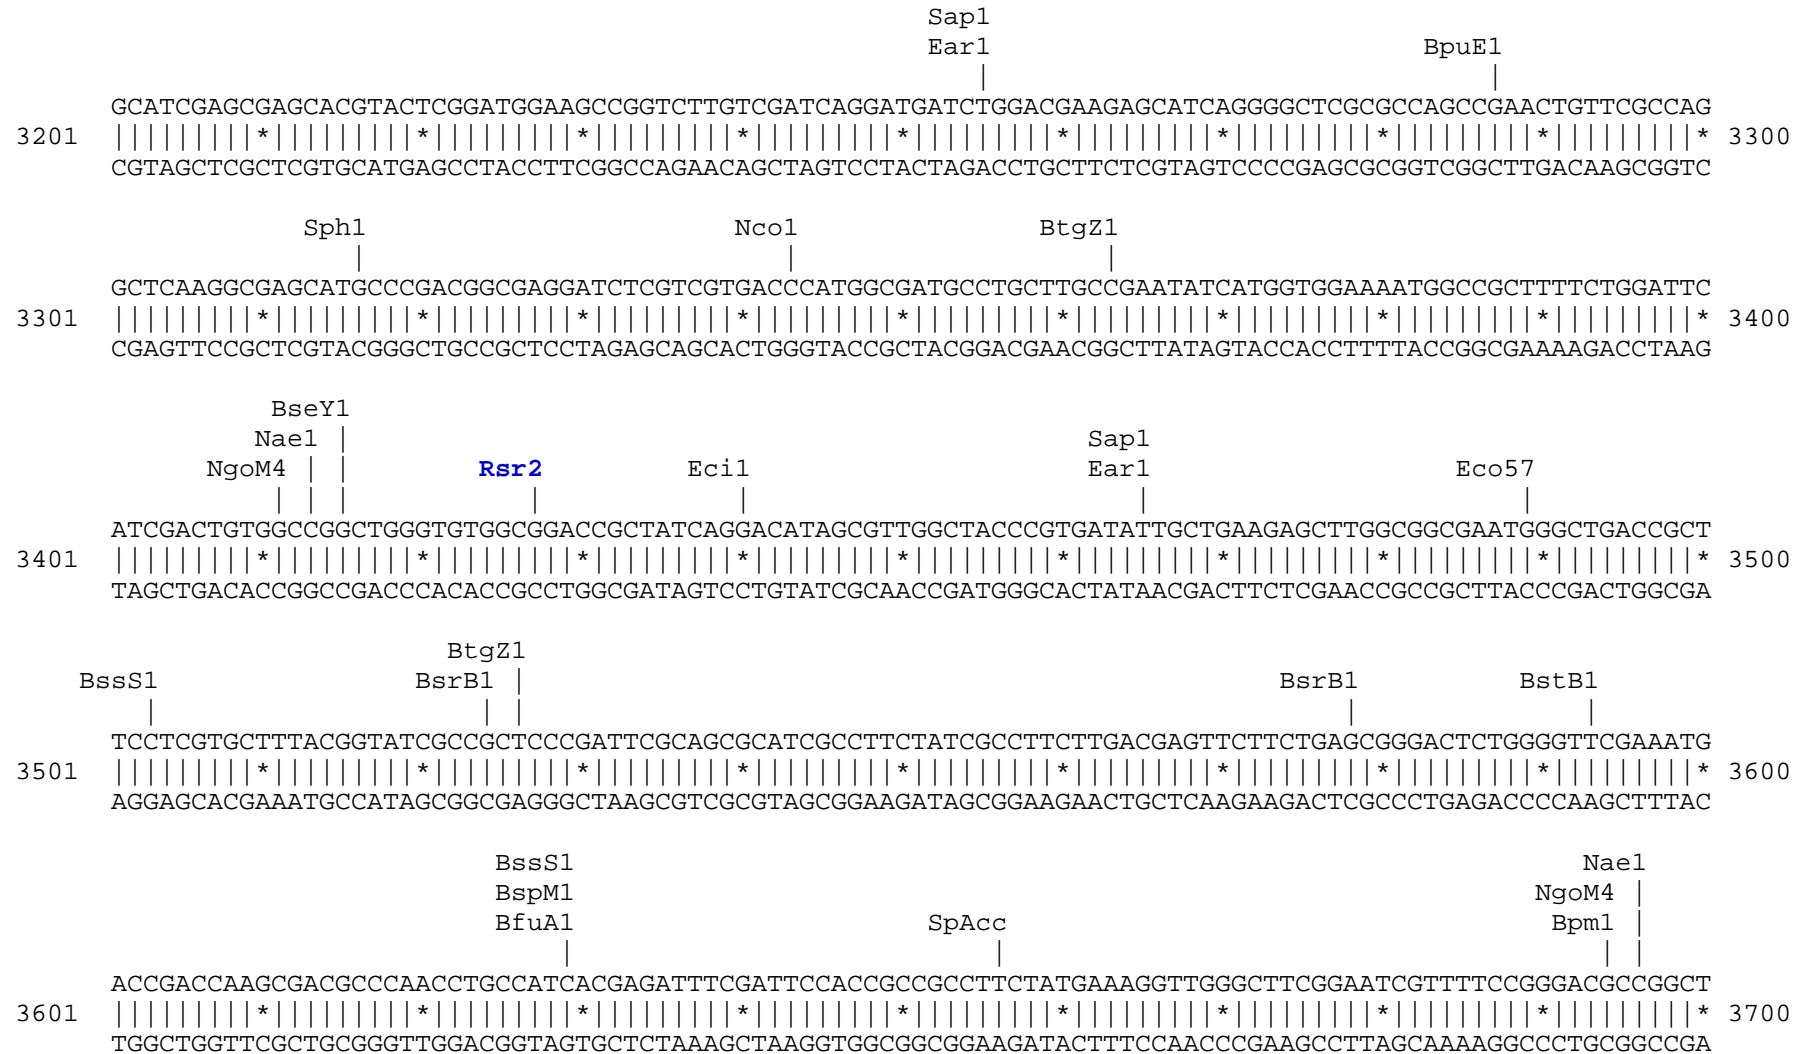 Sap1
Ear1 BpuE1
| |
GCATCGAGCGAGCACGTACTCGGATGGAAGCCGGTCTTGTCGATCAGGATGATCTGGACGAAGAGCATCAGGGGCTCGCGCCAGCCGAACTGTTCGCCAG
3201 |||||||||*|||||||||*|||||||||*|||||||||*|||||||||*|||||||||*|||||||||*|||||||||*|||||||||*|||||||||* 3300
CGTAGCTCGCTCGTGCATGAGCCTACCTTCGGCCAGAACAGCTAGTCCTACTAGACCTGCTTCTCGTAGTCCCCGAGCGCGGTCGGCTTGACAAGCGGTC
Sph1 Nco1 BtgZ1
| | |
GCTCAAGGCGAGCATGCCCGACGGCGAGGATCTCGTCGTGACCCATGGCGATGCCTGCTTGCCGAATATCATGGTGGAAAATGGCCGCTTTTCTGGATTC
3301 |||||||||*|||||||||*|||||||||*|||||||||*|||||||||*|||||||||*|||||||||*|||||||||*|||||||||*|||||||||* 3400
CGAGTTCCGCTCGTACGGGCTGCCGCTCCTAGAGCAGCACTGGGTACCGCTACGGACGAACGGCTTATAGTACCACCTTTTACCGGCGAAAAGACCTAAG
BseY1
Nae1 | Sap1
NgoM4 | | Rsr2 Eci1 Ear1 Eco57
| | | | | | |
ATCGACTGTGGCCGGCTGGGTGTGGCGGACCGCTATCAGGACATAGCGTTGGCTACCCGTGATATTGCTGAAGAGCTTGGCGGCGAATGGGCTGACCGCT
3401 |||||||||*|||||||||*|||||||||*|||||||||*|||||||||*|||||||||*|||||||||*|||||||||*|||||||||*|||||||||* 3500
TAGCTGACACCGGCCGACCCACACCGCCTGGCGATAGTCCTGTATCGCAACCGATGGGCACTATAACGACTTCTCGAACCGCCGCTTACCCGACTGGCGA
BtgZ1
BssS1 BsrB1 | BsrB1 BstB1
| | | | |
TCCTCGTGCTTTACGGTATCGCCGCTCCCGATTCGCAGCGCATCGCCTTCTATCGCCTTCTTGACGAGTTCTTCTGAGCGGGACTCTGGGGTTCGAAATG
3501 |||||||||*|||||||||*|||||||||*|||||||||*|||||||||*|||||||||*|||||||||*|||||||||*|||||||||*|||||||||* 3600
AGGAGCACGAAATGCCATAGCGGCGAGGGCTAAGCGTCGCGTAGCGGAAGATAGCGGAAGAACTGCTCAAGAAGACTCGCCCTGAGACCCCAAGCTTTAC
BssS1 Nae1
BspM1 NgoM4 |
BfuA1 SpAcc Bpm1 |
| | | |
ACCGACCAAGCGACGCCCAACCTGCCATCACGAGATTTCGATTCCACCGCCGCCTTCTATGAAAGGTTGGGCTTCGGAATCGTTTTCCGGGACGCCGGCT
3601 |||||||||*|||||||||*|||||||||*|||||||||*|||||||||*|||||||||*|||||||||*|||||||||*|||||||||*|||||||||* 3700
TGGCTGGTTCGCTGCGGGTTGGACGGTAGTGCTCTAAAGCTAAGGTGGCGGCGGAAGATACTTTCCAACCCGAAGCCTTAGCAAAAGGCCCTGCGGCCGA